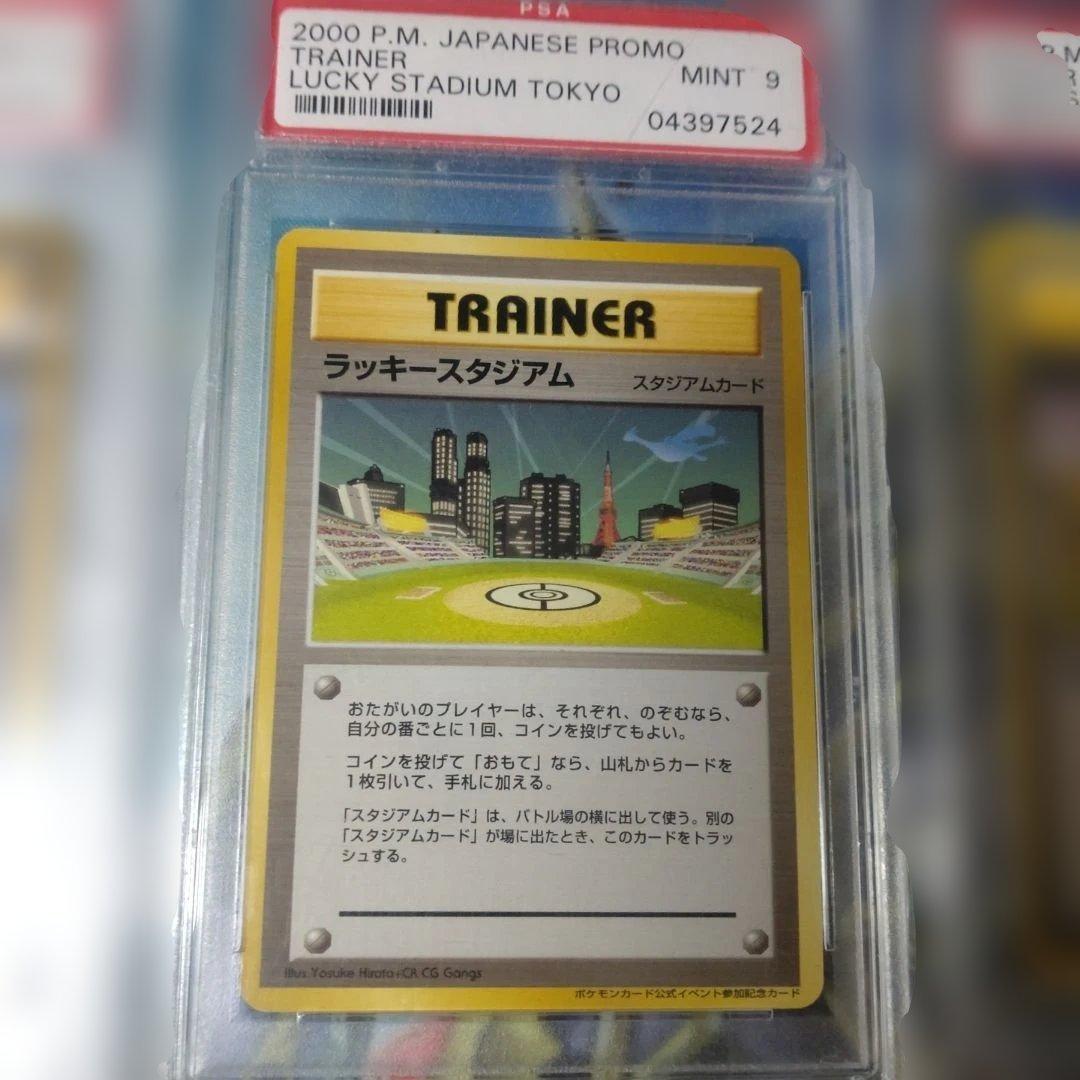 PSA
2000 P.M. JAPANESE PROMO
TRAINER MINT 9
LUCKY STADIUM TOKYO
04397524
TRAINER
ラッキースタジアム
スタジアムカード
おたがいのプレイヤーは、それぞれ、のぞむなら、
自分の番ごとに1回、コインを投げてもよい。
コインを投げて「おもて」なら、山札からカードを
1枚引いて、手札に加える。
「スタジアムカード」は、バトル場の横に出して使う。別の
「スタジアムカード」が場に出たとき、このカードをトラッ
シュする。
Illus. Yosuke Hirata+CR CG Gangs
ポケモンカード公式イベント参加記念カード